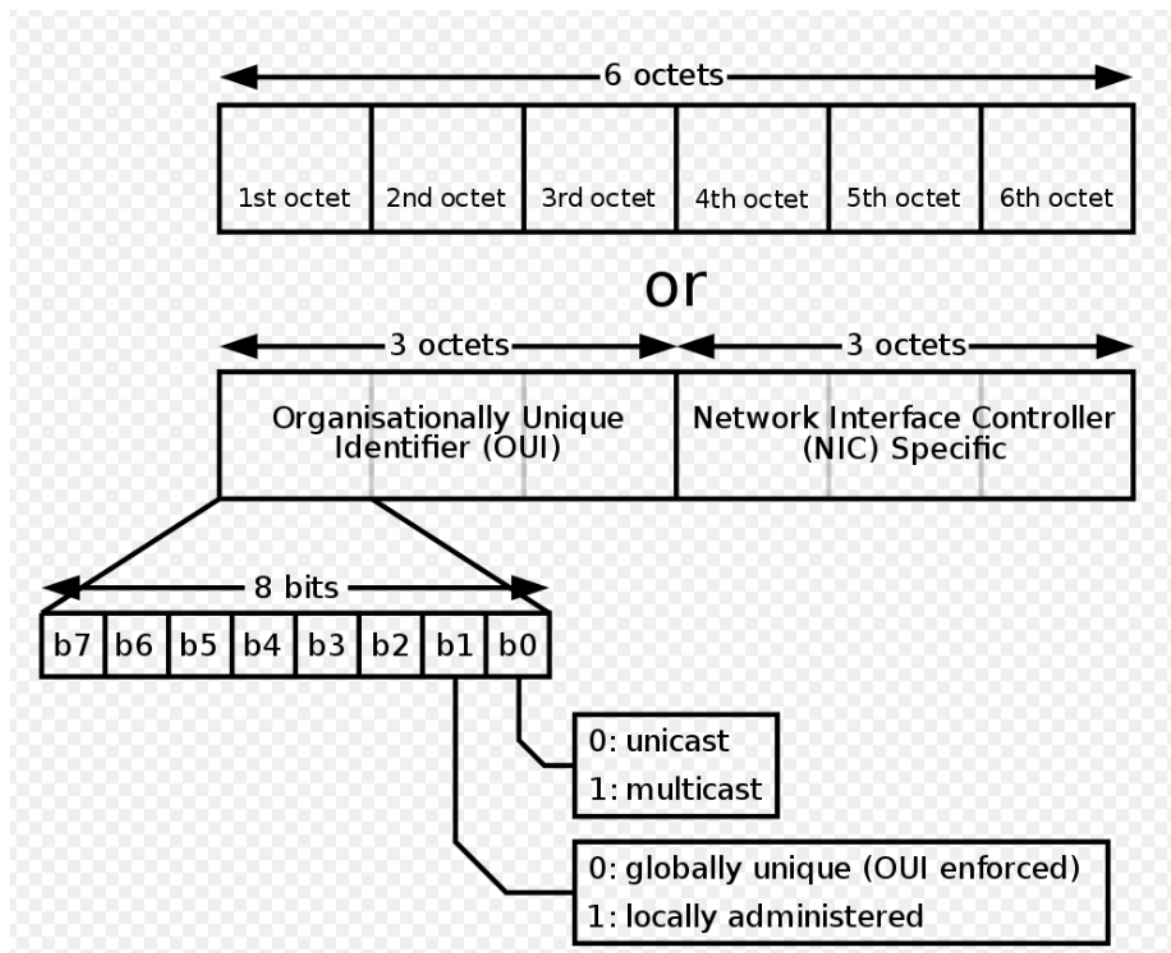 6 octets
1st octet 2nd octet 3rd octet 4th octet 5th octet 6th octet
or
3 octets 3 octets
Organisationally Unique
Identifier (OUI)
Network Interface Controller
(NIC) Specific
8 bits
b7 b6 b5 b4 b3 b2 b1 b0
0: unicast
1: multicast
0: globally unique (OUI enforced)
1: locally administered